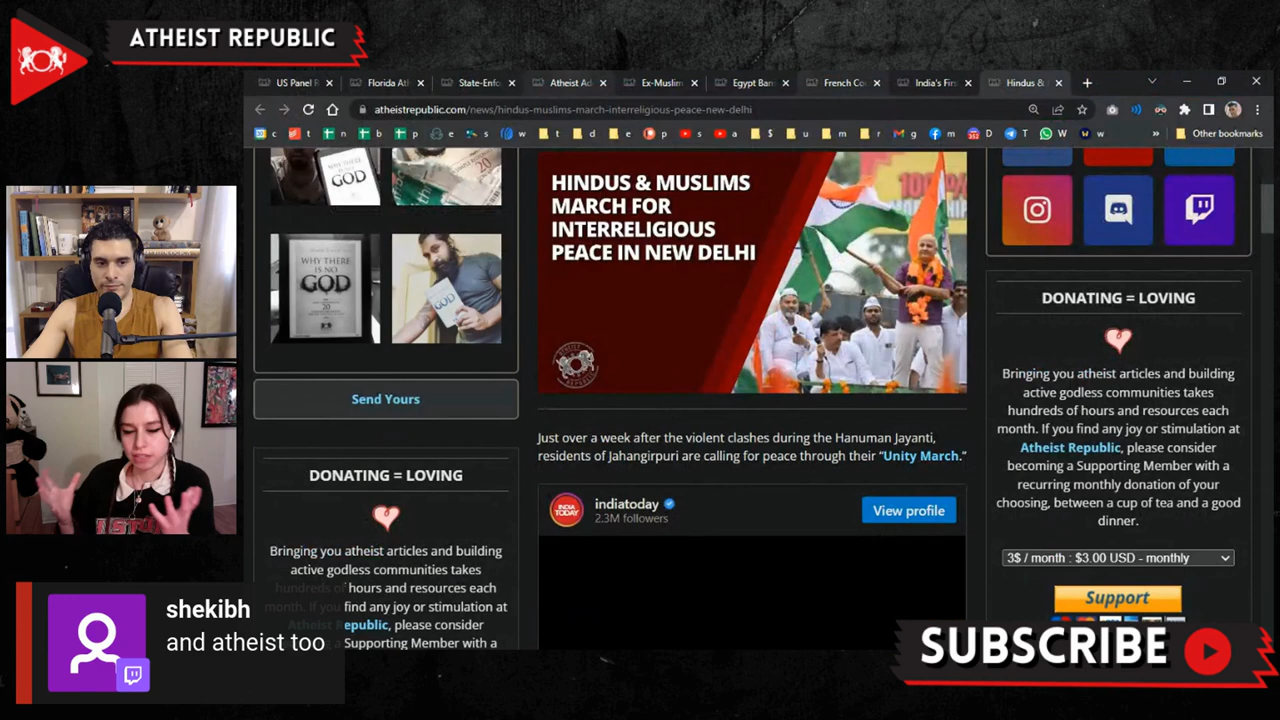 ATHEIST REPUBLIC
US Panel R
Florida Ath
State-Enfo
Atheist Ad
Ex-Muslim
Egypt Ban
French Co
India's Firs
Hindus &
atheistrepublic.com/news/hindus-muslims-march-interreligious-peace-new-delhi
c t n b p s w t d e p s a $ u m r g m D T W w » Other bookmarks
WHY THERE
GOD
20
WHY THERE
IS NO
GOD
20
GOD
Send Yours
DONATING = LOVING
Bringing you atheist articles and building
active godless communities takes
hundreds of hours and resources each
month. If you find any joy or stimulation at
Atheist Republic, please consider
Supporting Member with a
HINDUS & MUSLIMS
MARCH FOR
INTERRELIGIOUS
PEACE IN NEW DELHI
100%
Just over a week after the violent clashes during the Hanuman Jayanti,
residents of Jahangirpuri are calling for peace through their “Unity March.”
INDIA
TODAY
indiatoday
2.3M followers
View profile
DONATING = LOVING
Bringing you atheist articles and building
active godless communities takes
hundreds of hours and resources each
month. If you find any joy or stimulation at
Atheist Republic, please consider
becoming a Supporting Member with a
recurring monthly donation of your
choosing, between a cup of tea and a good
dinner.
3$ / month : $3.00 USD - monthly
Support
shekibh
and atheist too
SUBSCRIBE